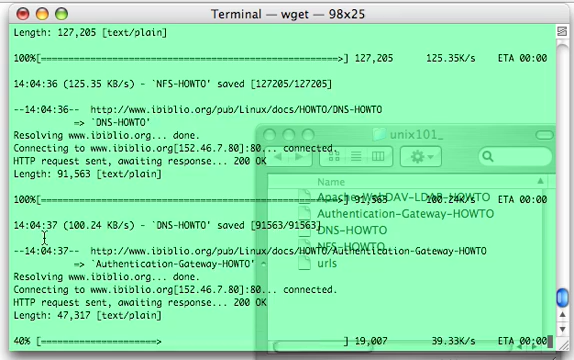 Terminal — wget — 98x25
Length: 127,205 [text/plain]
100%[====================================================>] 127,205 125.35K/s ETA 00:00
14:04:36 (125.35 KB/s) - `NFS-HOWTO' saved [127205/127205]
--14:04:36-- http://www.ibiblio.org/pub/Linux/docs/HOWTO/DNS-HOWTO
=> `DNS-HOWTO'
Resolving www.ibiblio.org... done.
Connecting to www.ibiblio.org[152.46.7.80]:80... connected.
HTTP request sent, awaiting response... 200 OK
Length: 91,563 [text/plain]
100%[====================================================>] 91,563 100.24K/s ETA 00:00
14:04:37 (100.24 KB/s) - `DNS-HOWTO' saved [91563/91563]
--14:04:37-- http://www.ibiblio.org/pub/Linux/docs/HOWTO/Authentication-Gateway-HOWTO
=> `Authentication-Gateway-HOWTO'
Resolving www.ibiblio.org... done.
Connecting to www.ibiblio.org[152.46.7.80]:80... connected.
HTTP request sent, awaiting response... 200 OK
Length: 47,317 [text/plain]
40% [====================> ] 19,007 39.33K/s ETA 00:00
unix101_
Name
Apache-WebDAV-LDAP-HOWTO
Authentication-Gateway-HOWTO
DNS-HOWTO
NFS-HOWTO
urls